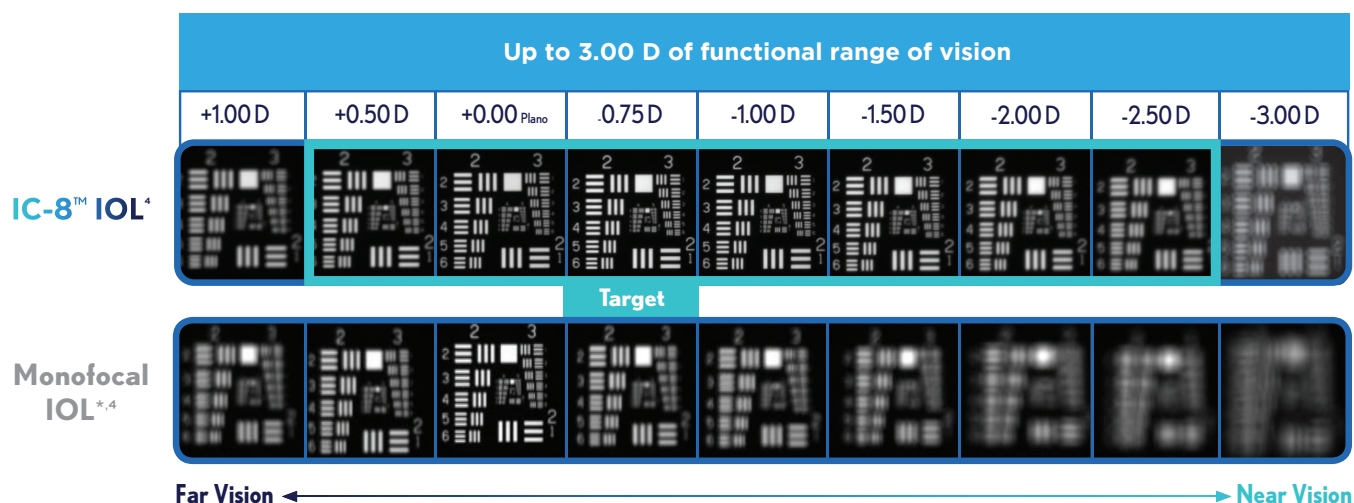 Up to 3.00 D of functional range of vision
+1.00 D +0.50 D +0.00 Plano -0.75 D -1.00 D -1.50 D -2.00 D -2.50 D -3.00 D
IC-8™ IOL⁴
Target
Monofocal
IOL*,4
Far Vision Near Vision